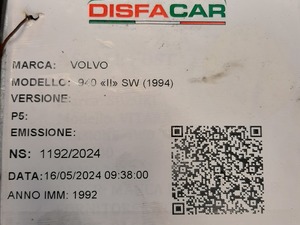 DISFACAR
MARCA: VOLVO
MODELLO: 940 «II» SW (1994)
VERSIONE:
P5:
EMISSIONE:
NS: 1192/2024
DATA:16/05/2024 09:38:00
ANNO IMM: 1992